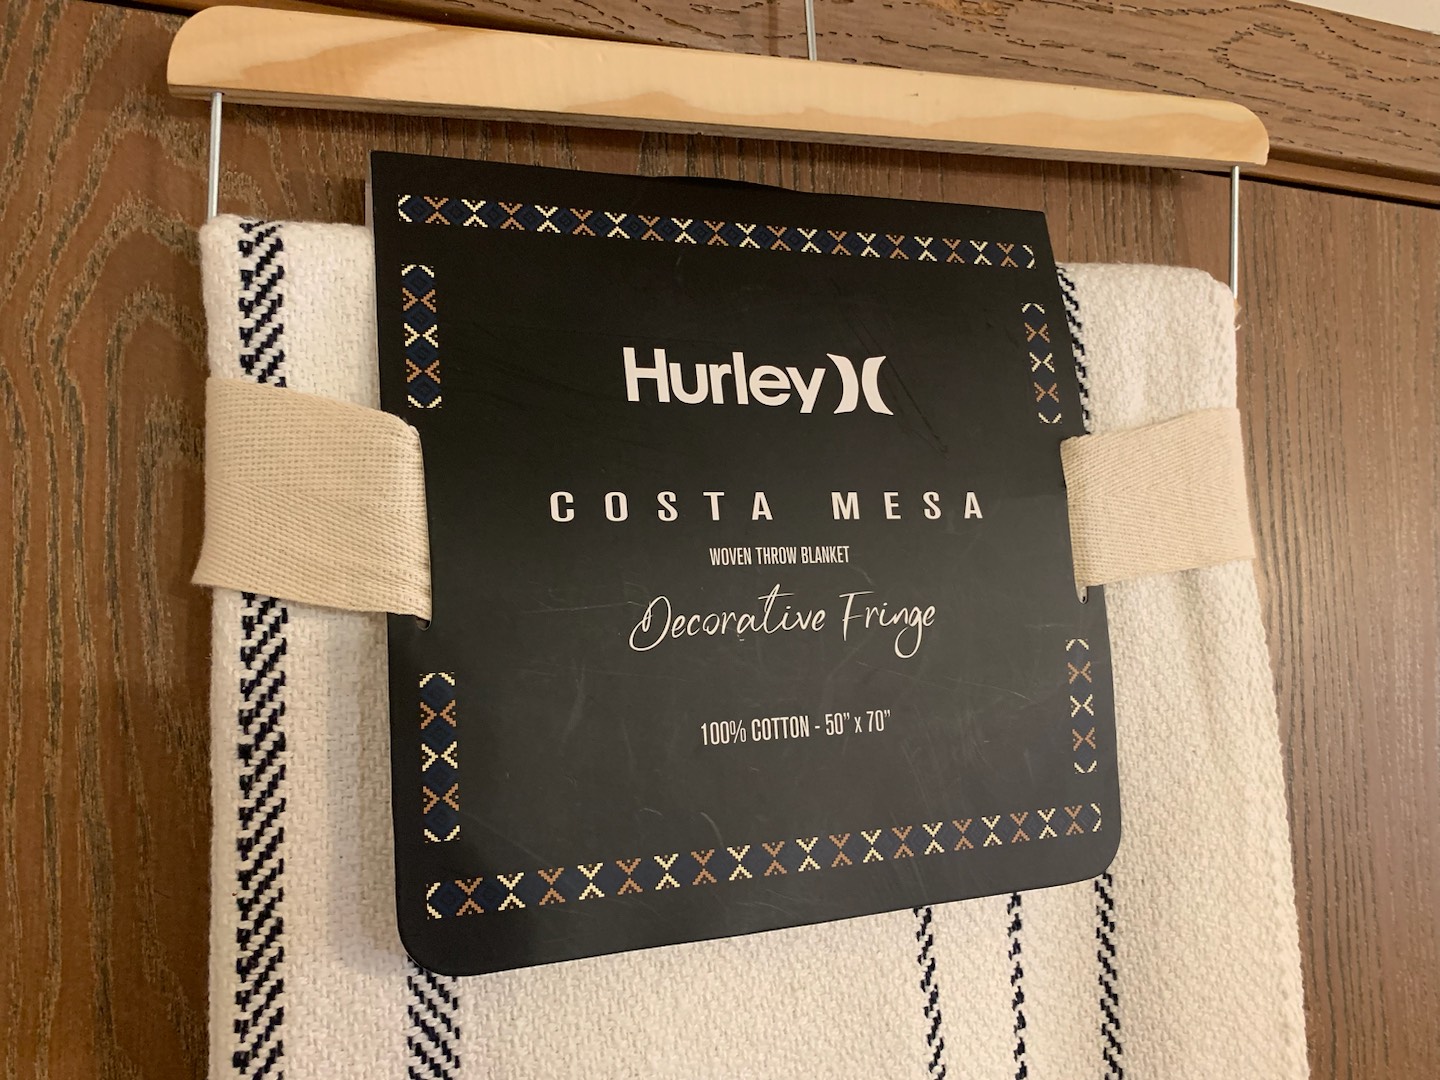 Hurley
COSTA MESA
WOVEN THROW BLANKET
Decorative Fringe
100% COTTON - 50" x 70"